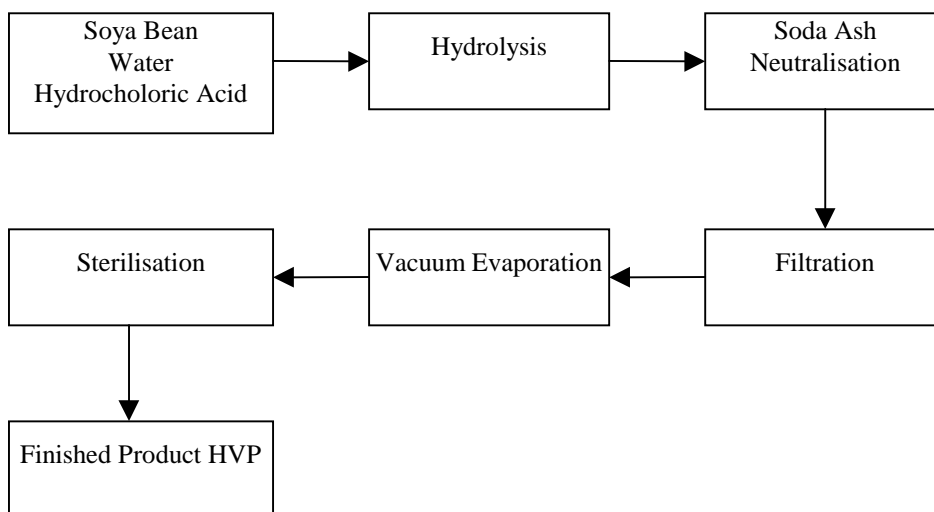 Soya Bean
Water
Hydrocholoric Acid
Hydrolysis
Soda Ash
Neutralisation
Filtration
Vacuum Evaporation
Sterilisation
Finished Product HVP